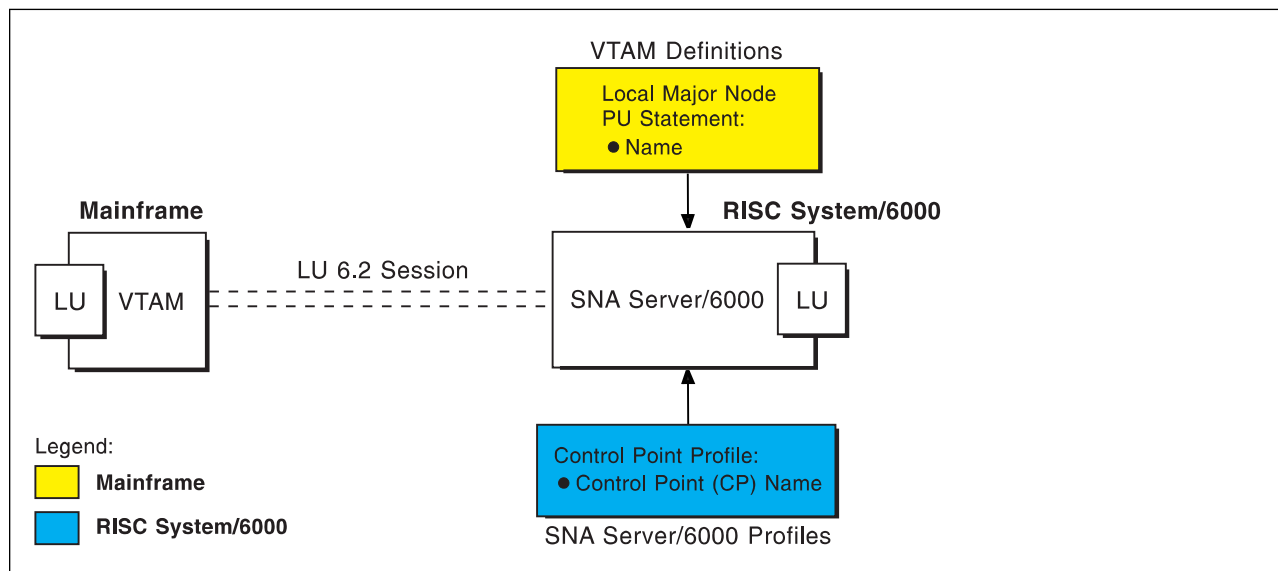 VTAM Definitions
Local Major Node
PU Statement:
● Name
Mainframe
RISC System/6000
LU
VTAM
LU 6.2 Session
SNA Server/6000
LU
Legend:
Mainframe
RISC System/6000
Control Point Profile:
● Control Point (CP) Name
SNA Server/6000 Profiles